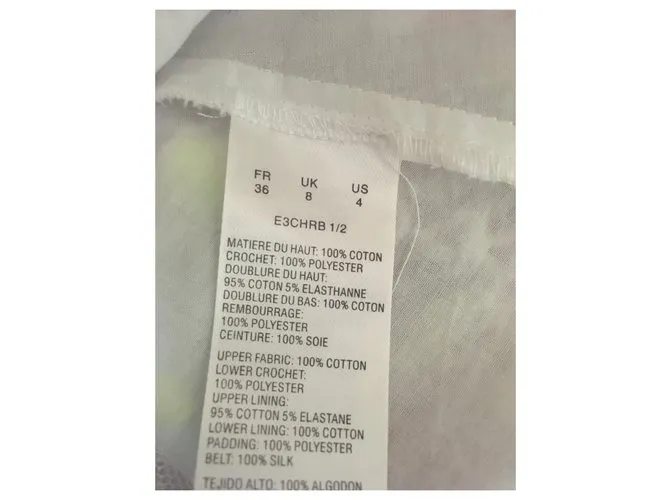 FR UK US
36 8 4
E3CHRB 1/2
MATIERE DU HAUT: 100% COTON
CROCHET: 100% POLYESTER
DOUBLURE DU HAUT:
95% COTON 5% ELASTHANNE
DOUBLURE DU BAS: 100% COTON
REMBOURRAGE:
100% POLYESTER
CEINTURE: 100% SOIE
UPPER FABRIC: 100% COTTON
LOWER CROCHET:
100% POLYESTER
UPPER LINING:
95% COTTON 5% ELASTANE
LOWER LINING: 100% COTTON
PADDING: 100% POLYESTER
BELT: 100% SILK
TEJIDO ALTO: 100% ALGODON